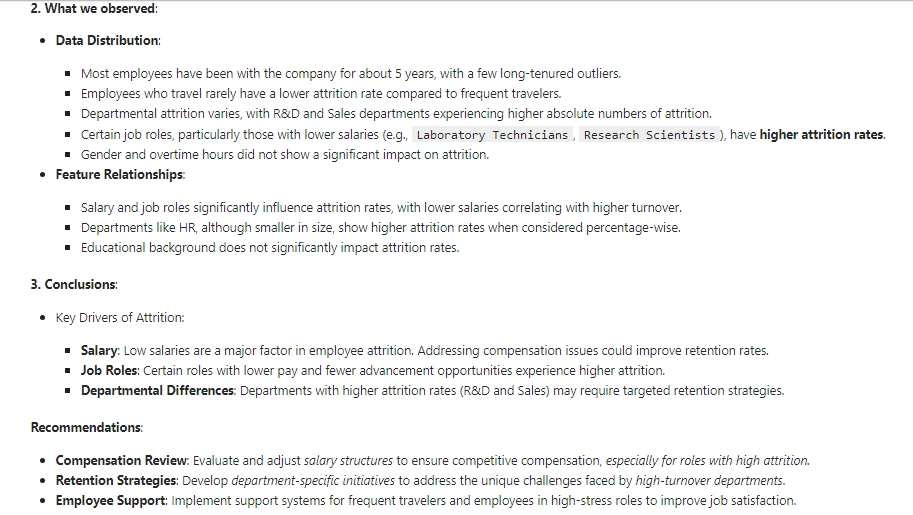 2. What we observed:
• Data Distribution:
▪ Most employees have been with the company for about 5 years, with a few long-tenured outliers.
▪ Employees who travel rarely have a lower attrition rate compared to frequent travelers.
▪ Departmental attrition varies, with R&D and Sales departments experiencing higher absolute numbers of attrition.
▪ Certain job roles, particularly those with lower salaries (e.g., Laboratory Technicians, Research Scientists), have higher attrition rates.
▪ Gender and overtime hours did not show a significant impact on attrition.
• Feature Relationships:
▪ Salary and job roles significantly influence attrition rates, with lower salaries correlating with higher turnover.
▪ Departments like HR, although smaller in size, show higher attrition rates when considered percentage-wise.
▪ Educational background does not significantly impact attrition rates.
3. Conclusions:
• Key Drivers of Attrition:
▪ Salary: Low salaries are a major factor in employee attrition. Addressing compensation issues could improve retention rates.
▪ Job Roles: Certain roles with lower pay and fewer advancement opportunities experience higher attrition.
▪ Departmental Differences: Departments with higher attrition rates (R&D and Sales) may require targeted retention strategies.
Recommendations:
• Compensation Review: Evaluate and adjust salary structures to ensure competitive compensation, especially for roles with high attrition.
• Retention Strategies: Develop department-specific initiatives to address the unique challenges faced by high-turnover departments.
• Employee Support: Implement support systems for frequent travelers and employees in high-stress roles to improve job satisfaction.